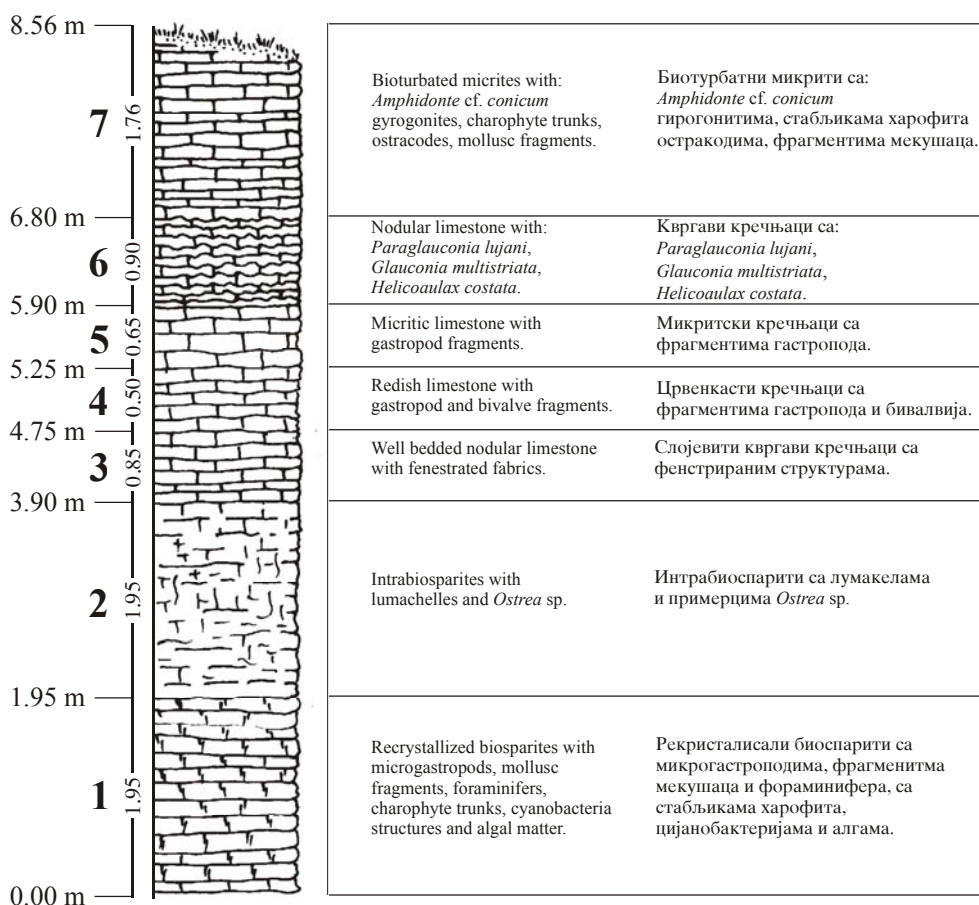 8.56 m
7
1.76
Bioturbated micrites with:
Amphidonte cf. conicum
gyrogonites, charophyte trunks,
ostracodes, mollusc fragments.
Биотурбатни микрити са:
Amphidonte cf. conicum
гирогонитима, стабљикама харофита
остракодима, фрагментима мекушаца.
6.80 m
6
0.90
Nodular limestone with:
Paraglauconia lujani,
Glauconia multistriata,
Helicoaulax costata.
Квргави кречњаци са:
Paraglauconia lujani,
Glauconia multistriata,
Helicoaulax costata.
5.90 m
5
0.65
Micritic limestone with
gastropod fragments.
Микритски кречњаци са
фрагментима гастропода.
5.25 m
4
0.50
Redish limestone with
gastropod and bivalve fragments.
Црвенкасти кречњаци са
фрагментима гастропода и бивалвија.
4.75 m
3
0.85
Well bedded nodular limestone
with fenestrated fabrics.
Слојевити квргави кречњаци са
фенстрираним структурама.
3.90 m
2
1.95
Intrabiosparites with
lumachelles and Ostrea sp.
Интрабиоспарити са лумакелама
и примерцима Ostrea sp.
1.95 m
1
1.95
Recrystallized biosparites with
microgastropods, mollusc
fragments, foraminifers,
charophyte trunks, cyanobacteria
structures and algal matter.
Рекристалисали биоспарити са
микрогастроподима, фрагменитма
мекушаца и фораминифера, са
стабљикама харофита,
цијанобактеријама и алгама.
0.00 m